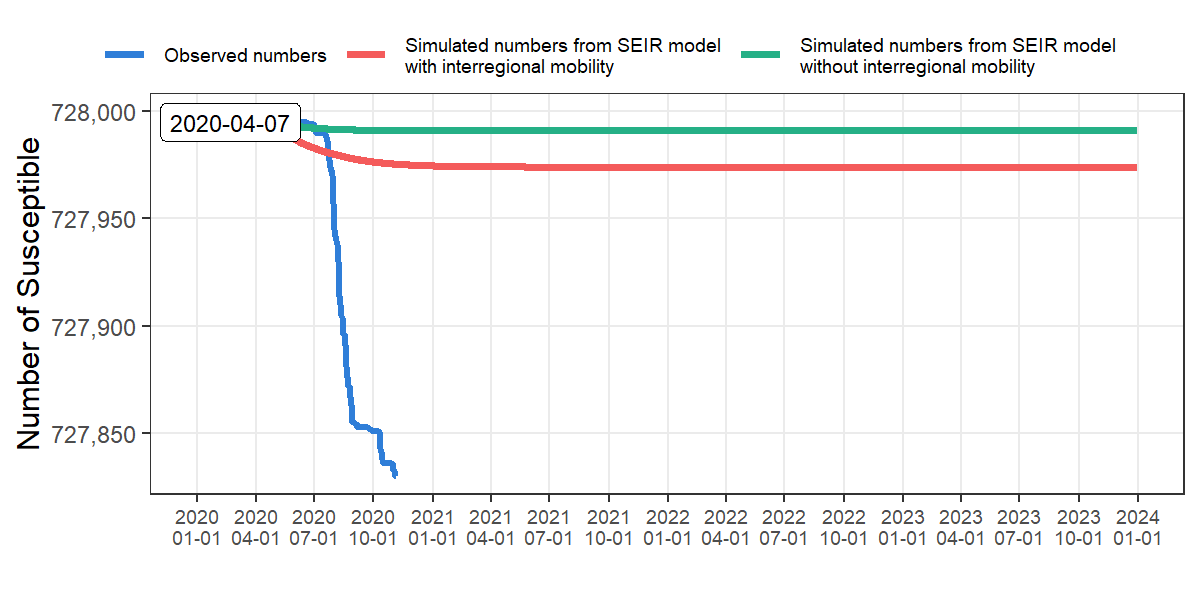 Observed numbers
Simulated numbers from SEIR model
with interregional mobility
Simulated numbers from SEIR model
without interregional mobility
Number of Susceptible
728,000
727,950
727,900
727,850
2020-04-07
2020 2020 2020 2020 2021 2021 2021 2021 2022 2022 2022 2022 2023 2023 2023 2023 2024
01-01 04-01 07-01 10-01 01-01 04-01 07-01 10-01 01-01 04-01 07-01 10-01 01-01 04-01 07-01 10-01 01-01